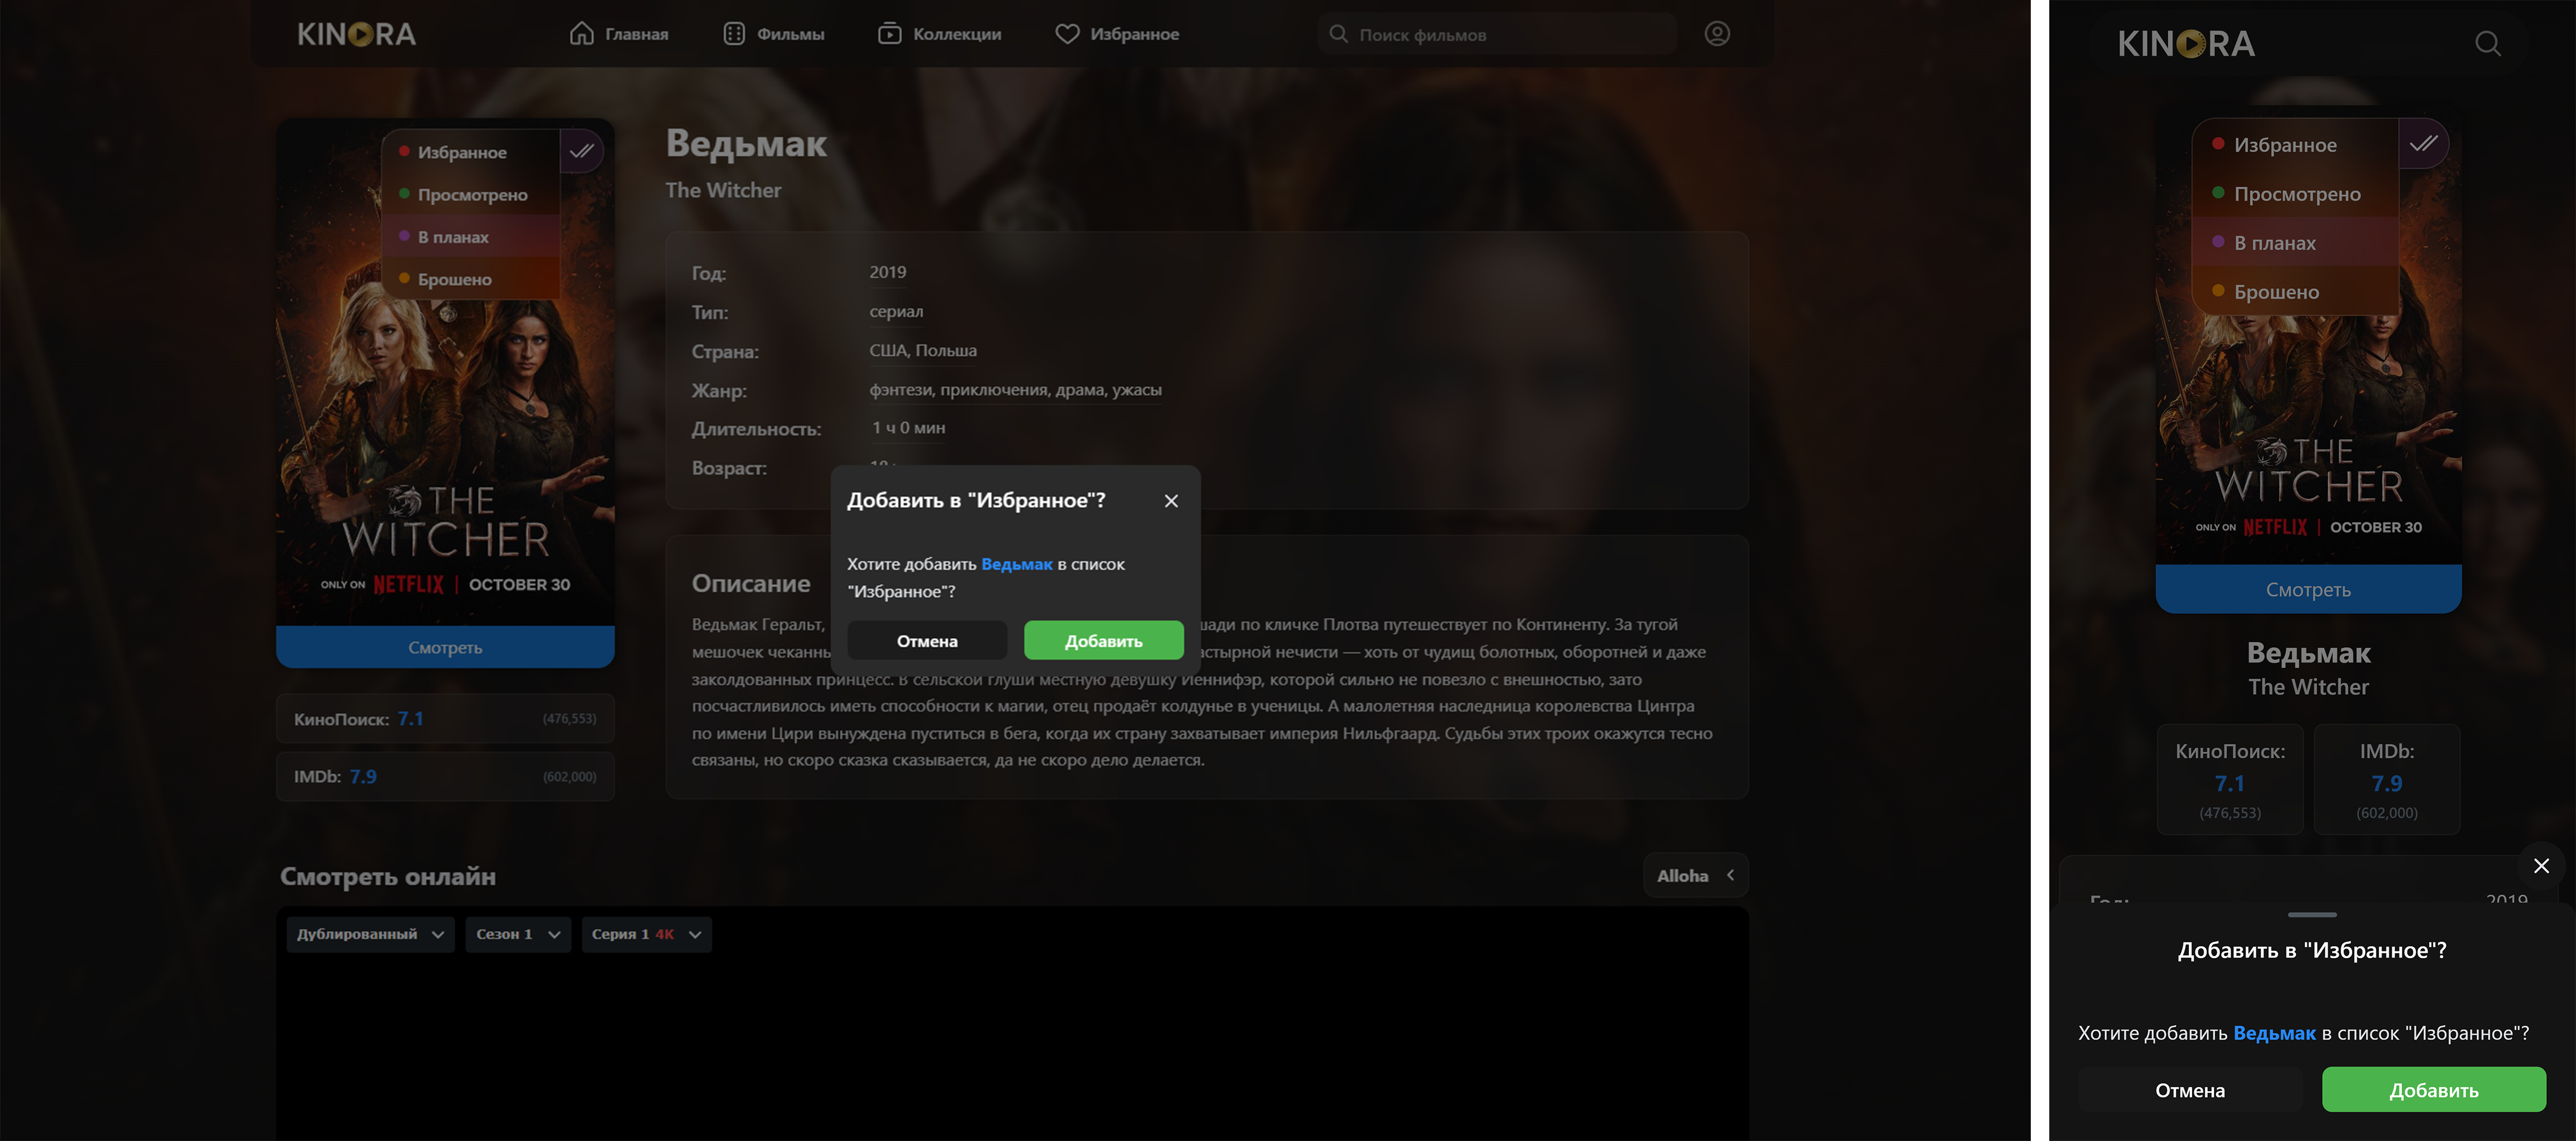 KINORA
Главная
Фильмы
Коллекции
Избранное
Поиск фильмов
Избранное
Просмотрено
В планах
Брошено
THE
WITCHER
ONLY ON NETFLIX | OCTOBER 30
Смотреть
КиноПоиск: 7.1 (476,553)
IMDb: 7.9 (602,000)
Ведьмак
The Witcher
Год: 2019
Тип: сериал
Страна: США, Польша
Жанр: фэнтези, приключения, драма, ужасы
Длительность: 1 ч 0 мин
Возраст:
Добавить в "Избранное"?
Хотите добавить Ведьмак в список
"Избранное"?
Отмена
Добавить
Описание
Ведьмак Геральт, по кличке Плотва путешествует по Континенту. За тугой
мешочек нечисти — хоть от чудищ болотных, оборотней и даже
заколдованных принцесс. В сельской глуши местную девушку Йеннифэр, которой сильно не повезло с внешностью, зато
посчастливилось иметь способности к магии, отец продаёт колдунье в ученицы. А малолетняя наследница королевства Цинтра
по имени Цири вынуждена пуститься в бега, когда их страну захватывает империя Нильфгаард. Судьбы этих троих окажутся тесно
связаны, но скоро сказка сказывается, да не скоро дело делается.
Смотреть онлайн
Alloha
Дублированный
Сезон 1
Серия 1 4K
KINORA
Избранное
Просмотрено
В планах
Брошено
THE
WITCHER
ONLY ON NETFLIX | OCTOBER 30
Смотреть
Ведьмак
The Witcher
КиноПоиск:
7.1
(476,553)
IMDb:
7.9
(602,000)
Год: 2019
Добавить в "Избранное"?
Хотите добавить Ведьмак в список "Избранное"?
Отмена
Добавить